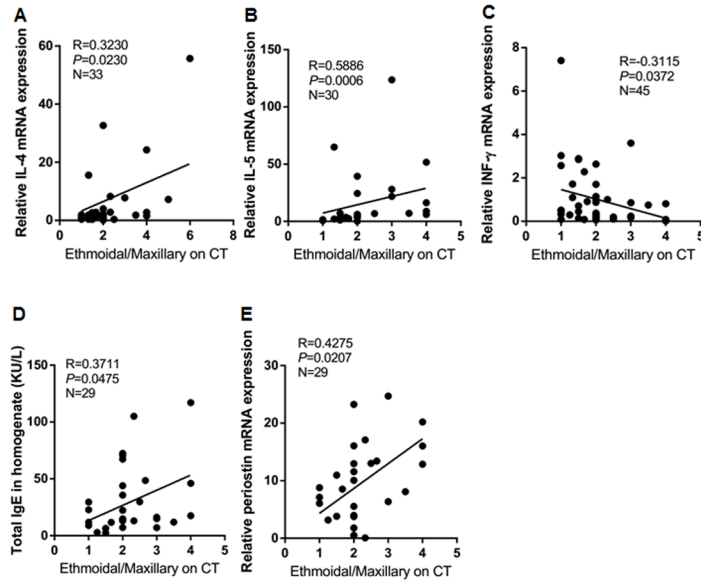 A
Relative IL-4 mRNA expression
R=0.3230
P=0.0230
N=33
60
40
20
0
0 2 4 6 8
Ethmoidal/Maxillary on CT
B
Relative IL-5 mRNA expression
R=0.5886
P=0.0006
N=30
150
100
50
0
0 1 2 3 4 5
Ethmoidal/Maxillary on CT
C
Relative INF-γ mRNA expression
R=-0.3115
P=0.0372
N=45
8
6
4
2
0
0 1 2 3 4 5
Ethmoidal/Maxillary on CT
D
Total IgE in homogenate (KU/L)
R=0.3711
P=0.0475
N=29
150
100
50
0
0 1 2 3 4 5
Ethmoidal/Maxillary on CT
E
Relative periostin mRNA expression
R=0.4275
P=0.0207
N=29
30
20
10
0
0 1 2 3 4 5
Ethmoidal/Maxillary on CT